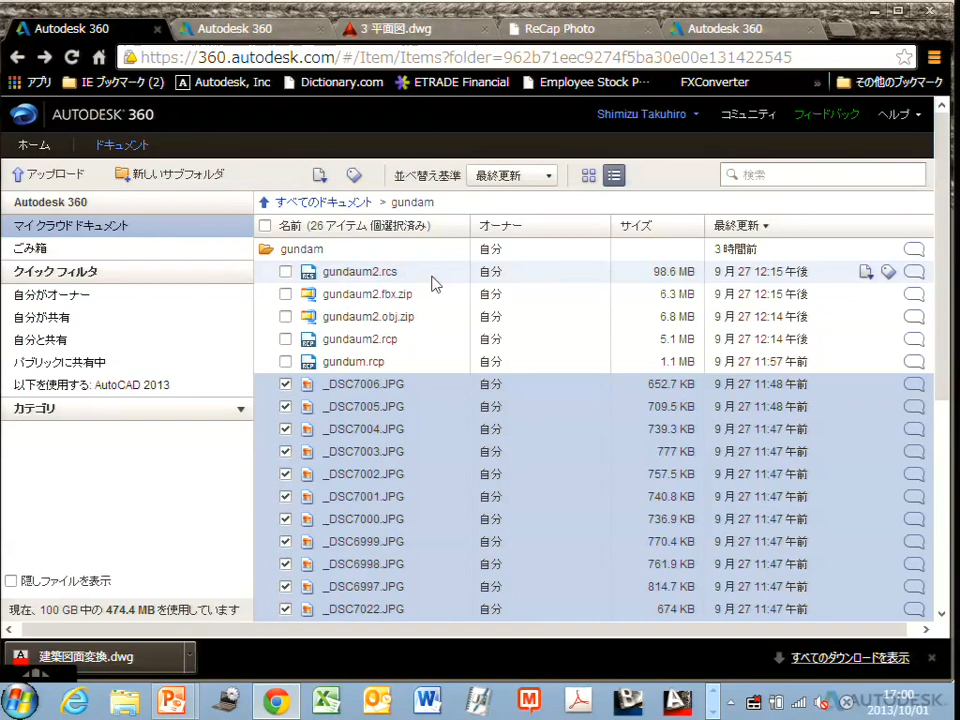 Autodesk 360
Autodesk 360
3 平面図.dwg
ReCap Photo
Autodesk 360
https://360.autodesk.com/#/Item/Items?folder=962b71eec9274f5ba30e00e131422545
アプリ
IE ブックマーク (2)
Autodesk, Inc
Dictionary.com
ETRADE Financial
Employee Stock P…
FXConverter
»
その他のブックマーク
AUTODESK® 360
Shimizu Takuhiro
コミュニティ
フィードバック
ヘルプ
ホーム
ドキュメント
アップロード
新しいサブフォルダ
並べ替え基準
最終更新
検索
Autodesk 360
マイ クラウド ドキュメント
ごみ箱
クイック フィルタ
自分がオーナー
自分が共有
自分と共有
パブリックに共有中
以下を使用する: AutoCAD 2013
カテゴリ
隠しファイルを表示
現在、100 GB 中の 474.4 MB を使用しています
すべてのドキュメント > gundam
名前 (26 アイテム 個選択済み) オーナー サイズ 最終更新
gundam 自分 3 時間前
gundaum2.rcs 自分 98.6 MB 9 月 27 12:15 午後
gundaum2.fbx.zip 自分 6.3 MB 9 月 27 12:15 午後
gundaum2.obj.zip 自分 6.8 MB 9 月 27 12:14 午後
gundaum2.rcp 自分 5.1 MB 9 月 27 12:14 午後
gundum.rcp 自分 1.1 MB 9 月 27 11:57 午前
_DSC7006.JPG 自分 652.7 KB 9 月 27 11:48 午前
_DSC7005.JPG 自分 709.5 KB 9 月 27 11:48 午前
_DSC7004.JPG 自分 739.3 KB 9 月 27 11:47 午前
_DSC7003.JPG 自分 777 KB 9 月 27 11:47 午前
_DSC7002.JPG 自分 757.5 KB 9 月 27 11:47 午前
_DSC7001.JPG 自分 740.8 KB 9 月 27 11:47 午前
_DSC7000.JPG 自分 736.9 KB 9 月 27 11:47 午前
_DSC6999.JPG 自分 770.4 KB 9 月 27 11:47 午前
_DSC6998.JPG 自分 761.9 KB 9 月 27 11:47 午前
_DSC6997.JPG 自分 814.7 KB 9 月 27 11:47 午前
_DSC7022.JPG 自分 674 KB 9 月 27 11:47 午前
建築図面変換.dwg
すべてのダウンロードを表示
AUTODESK
17:00
2013/10/01